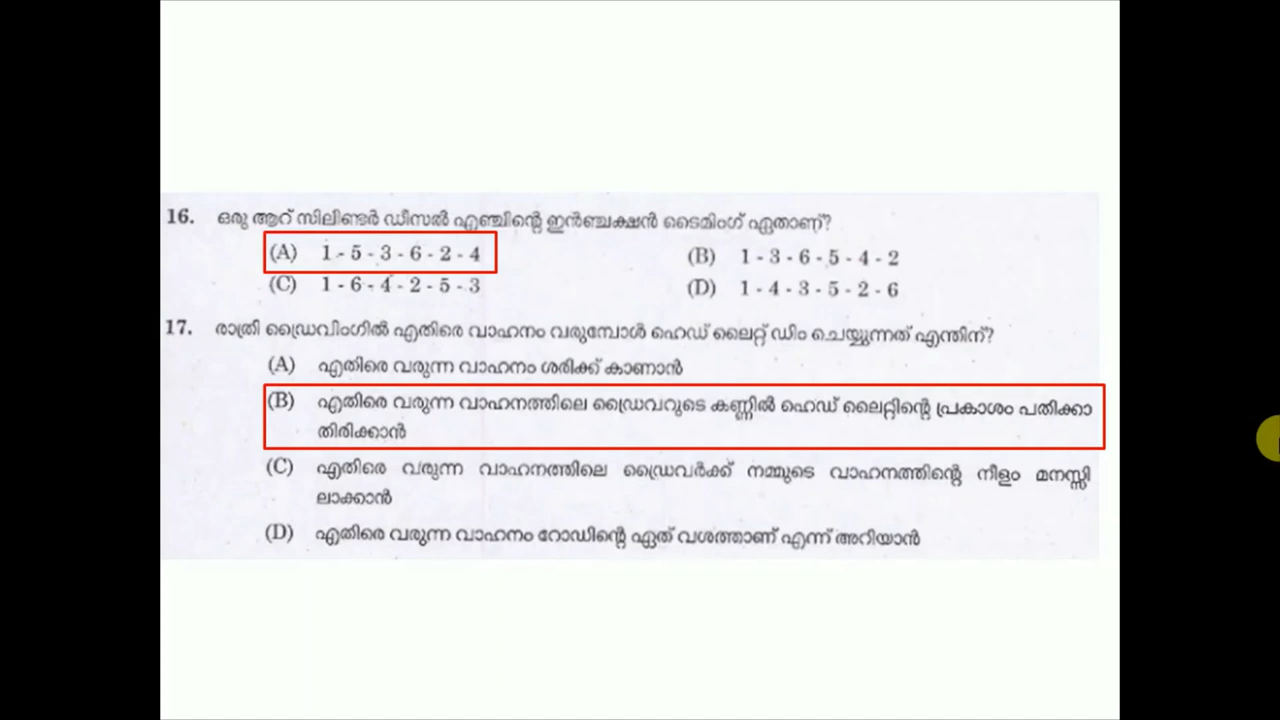 16. ഒരു ആറ് സിലിണ്ടർ ഡീസൽ എഞ്ചിന്റെ ഇൻഞ്ചക്ഷൻ ടൈമിംഗ് ഏതാണ്?
(A) 1 - 5 - 3 - 6 - 2 - 4 (B) 1 - 3 - 6 - 5 - 4 - 2
(C) 1 - 6 - 4 - 2 - 5 - 3 (D) 1 - 4 - 3 - 5 - 2 - 6
17. രാത്രി ഡ്രൈവിംഗിൽ എതിരെ വാഹനം വരുമ്പോൾ ഹെഡ് ലൈറ്റ് ഡിം ചെയ്യുന്നത് എന്തിന്?
(A) എതിരെ വരുന്ന വാഹനം ശരിക്ക് കാണാൻ
(B) എതിരെ വരുന്ന വാഹനത്തിലെ ഡ്രൈവറുടെ കണ്ണിൽ ഹെഡ് ലൈറ്റിന്റെ പ്രകാശം പതിക്കാ
തിരിക്കാൻ
(C) എതിരെ വരുന്ന വാഹനത്തിലെ ഡ്രൈവർക്ക് നമ്മുടെ വാഹനത്തിന്റെ നീളം മനസ്സി
ലാക്കാൻ
(D) എതിരെ വരുന്ന വാഹനം റോഡിന്റെ ഏത് വശത്താണ് എന്ന് അറിയാൻ